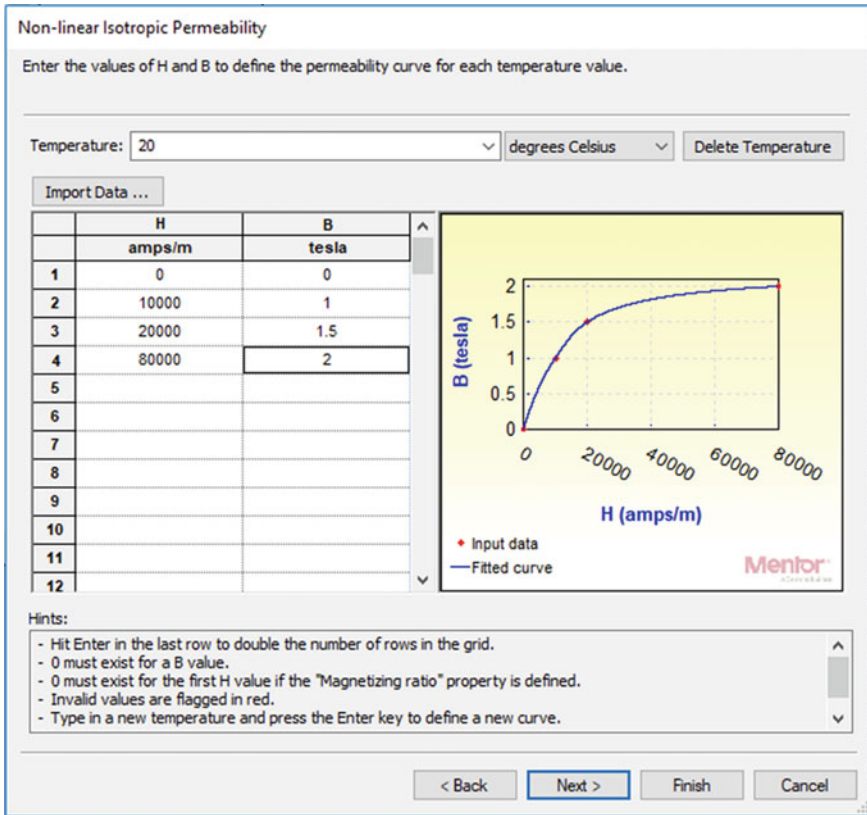 Non-linear Isotropic Permeability
Enter the values of H and B to define the permeability curve for each temperature value.
Temperature: 20 degrees Celsius Delete Temperature
Import Data ...
H B
amps/m tesla
1 0 0
2 10000 1
3 20000 1.5
4 80000 2
5
6
7
8
9
10
11
12
2
1.5
1
0.5
0
B (tesla)
0 20000 40000 60000 80000
H (amps/m)
Input data
Fitted curve
Mentor
Hints:
- Hit Enter in the last row to double the number of rows in the grid.
- 0 must exist for a B value.
- 0 must exist for the first H value if the "Magnetizing ratio" property is defined.
- Invalid values are flagged in red.
- Type in a new temperature and press the Enter key to define a new curve.
< Back Next > Finish Cancel